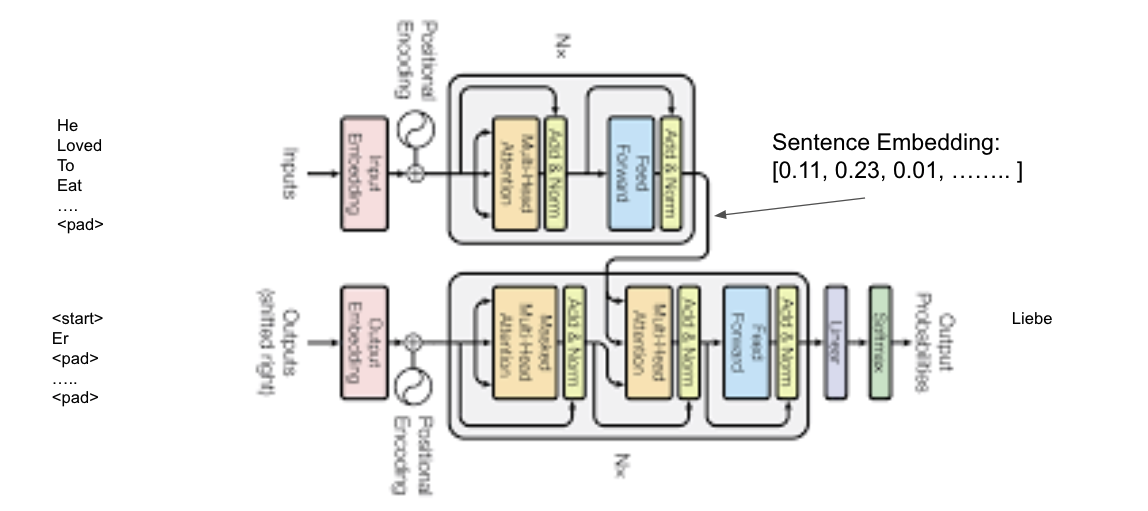 He
Loved
To
Eat
....
<pad>
Inputs
Input
Embedding
Positional
Encoding
Nx
Multi-Head
Attention
Add & Norm
Feed
Forward
Add & Norm
Sentence Embedding:
[0.11, 0.23, 0.01, …….. ]
<start>
Er
<pad>
…..
<pad>
Outputs
(shifted right)
Output
Embedding
Positional
Encoding
Masked
Multi-Head
Attention
Add & Norm
Multi-Head
Attention
Add & Norm
Feed
Forward
Add & Norm
Nx
Linear
Softmax
Output
Probabilities
Liebe